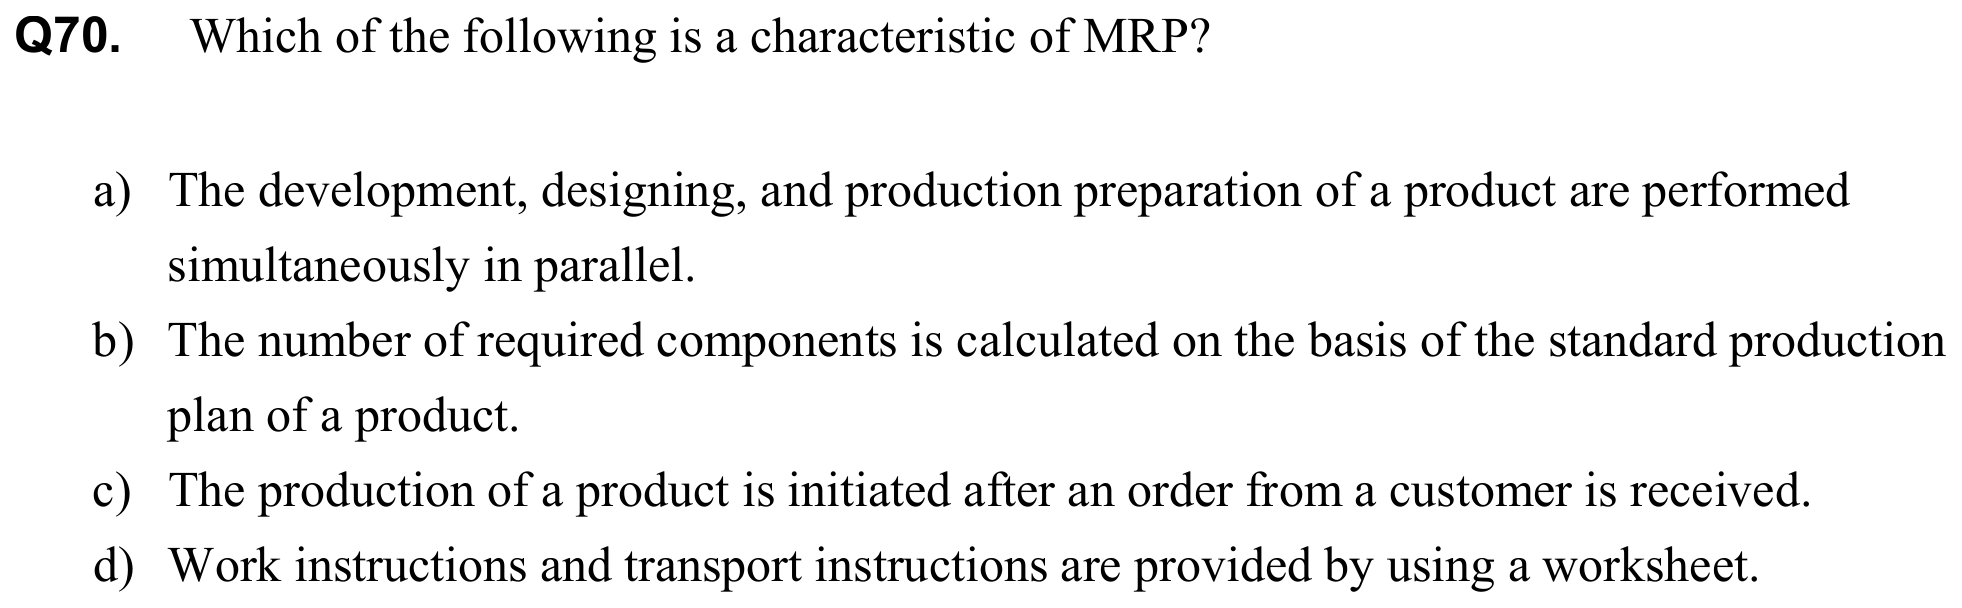 Q70. Which of the following is a characteristic of MRP?
a) The development, designing, and production preparation of a product are performed
simultaneously in parallel.
b) The number of required components is calculated on the basis of the standard production
plan of a product.
c) The production of a product is initiated after an order from a customer is received.
d) Work instructions and transport instructions are provided by using a worksheet.